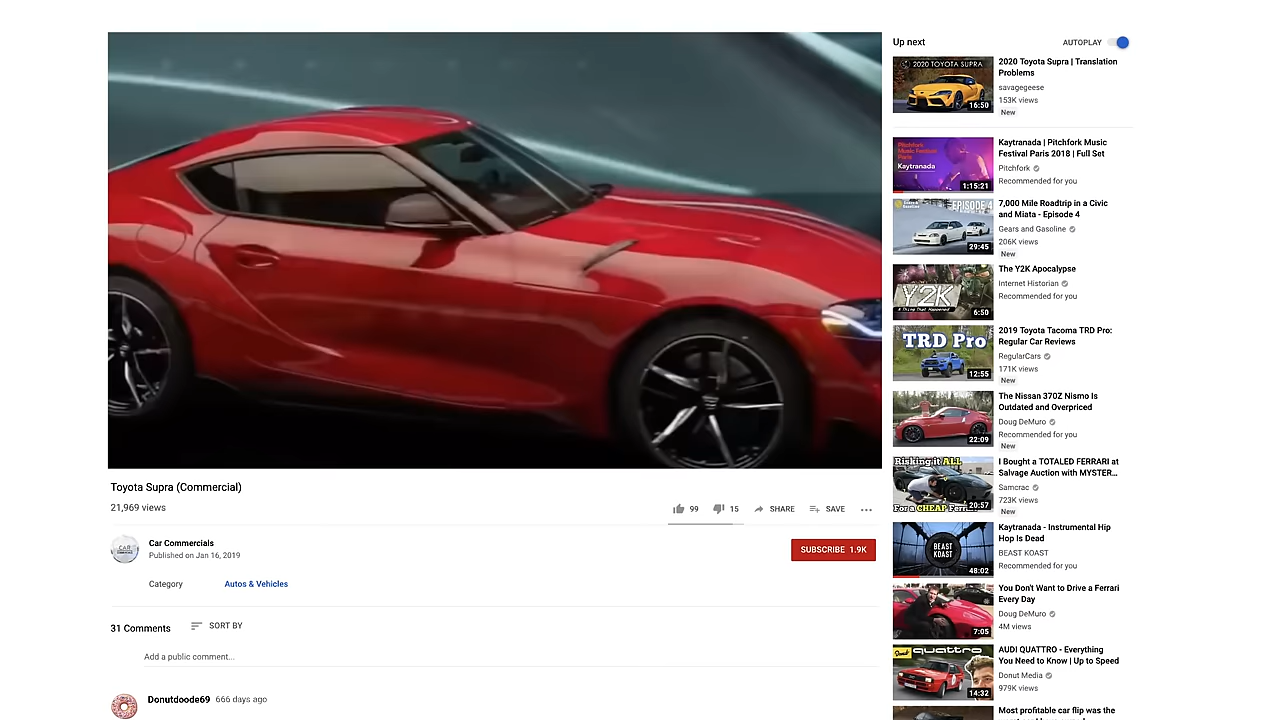 Up next
AUTOPLAY
2020 TOYOTA SUPRA
16:50
2020 Toyota Supra | Translation
Problems
savagegeese
153K views
New
Pitchfork
Music Festival
Paris
Kaytranada
1:15:21
Kaytranada | Pitchfork Music
Festival Paris 2018 | Full Set
Pitchfork
Recommended for you
EPISODE 4
29:45
7,000 Mile Roadtrip in a Civic
and Miata - Episode 4
Gears and Gasoline
206K views
New
Y2K
6:50
The Y2K Apocalypse
Internet Historian
Recommended for you
TRD Pro
12:55
2019 Toyota Tacoma TRD Pro:
Regular Car Reviews
RegularCars
171K views
New
22:09
The Nissan 370Z Nismo Is
Outdated and Overpriced
Doug DeMuro
Recommended for you
New
Risking it ALL
For a CHEAP
20:57
I Bought a TOTALED FERRARI at
Salvage Auction with MYSTER...
Samcrac
723K views
New
BEAST
KOAST
48:02
Kaytranada - Instrumental Hip
Hop Is Dead
BEAST KOAST
Recommended for you
7:05
You Don't Want to Drive a Ferrari
Every Day
Doug DeMuro
4M views
Donut
quattro
14:32
AUDI QUATTRO - Everything
You Need to Know | Up to Speed
Donut Media
979K views
Most profitable car flip was the
Toyota Supra (Commercial)
21,969 views
99
15
SHARE
SAVE
CAR
Car Commercials
Published on Jan 16, 2019
SUBSCRIBE 1.9K
Category
Autos & Vehicles
31 Comments
SORT BY
Add a public comment...
Donutdoode69 666 days ago